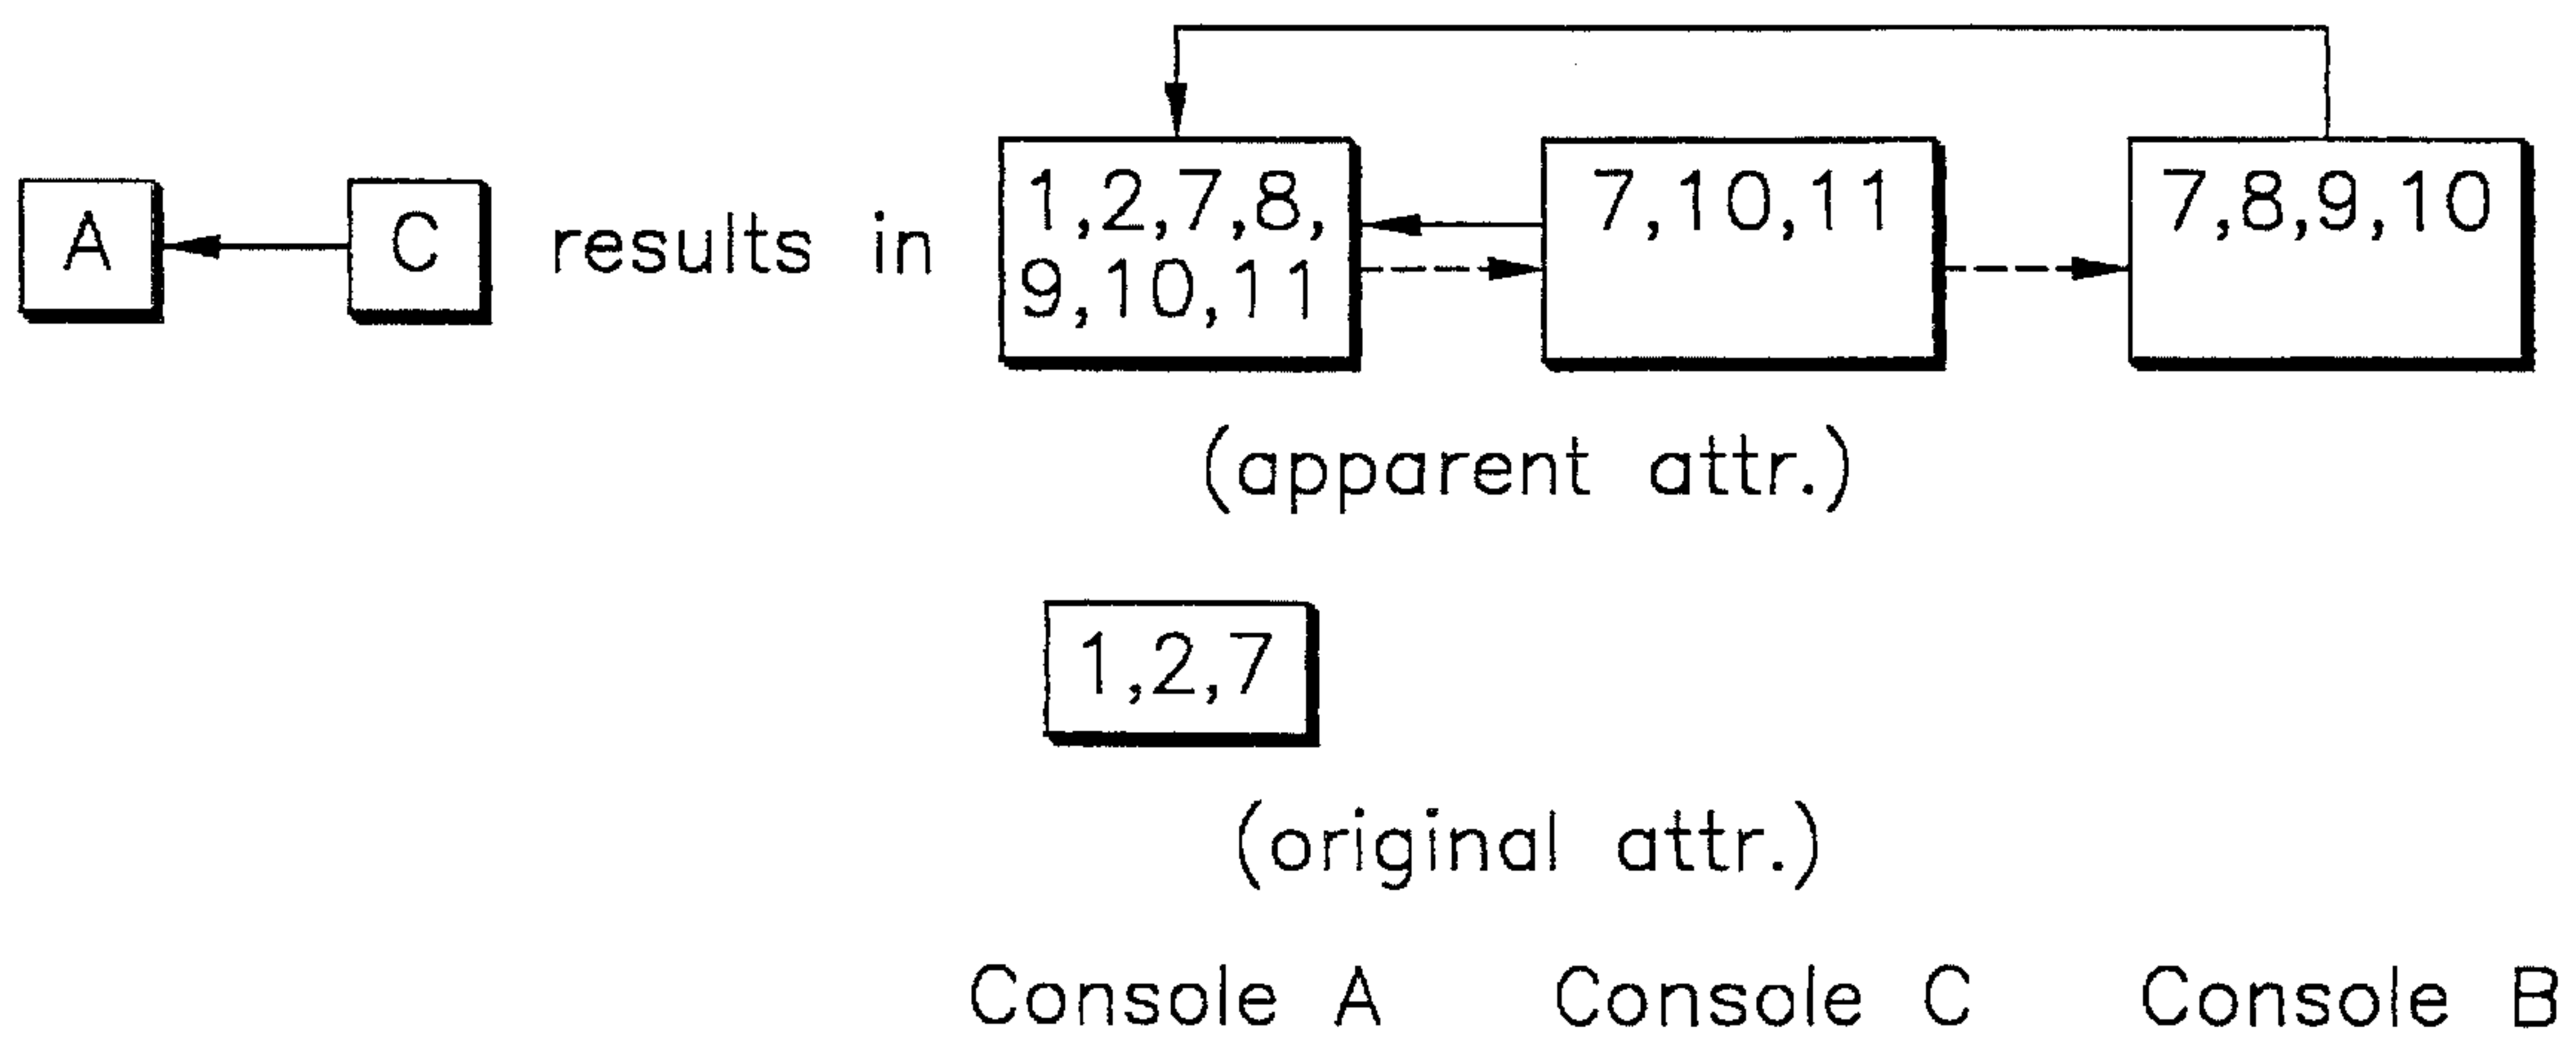 A
C
results in
1,2,7,8,
9,10,11
7,10,11
7,8,9,10
(apparent attr.)
1,2,7
(original attr.)
Console A
Console C
Console B